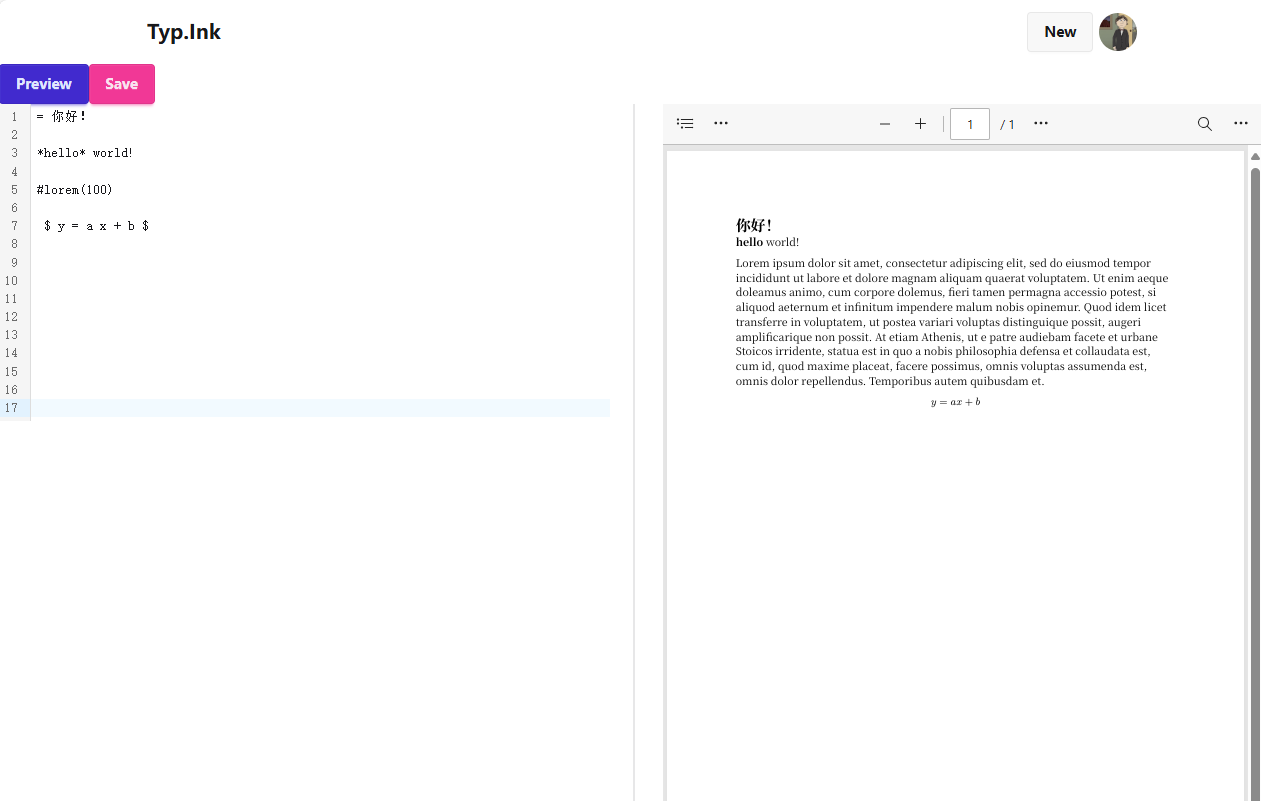 Typ.Ink
New
Preview
Save
1 = 你好！
2
3 *hello* world!
4
5 #lorem(100)
6
7 $ y = a x + b $
8
9
10
11
12
13
14
15
16
17
1 / 1
你好！
hello world!
Lorem ipsum dolor sit amet, consectetur adipiscing elit, sed do eiusmod tempor
incididunt ut labore et dolore magnam aliquam quaerat voluptatem. Ut enim aeque
doleamus animo, cum corpore dolemus, fieri tamen permagna accessio potest, si
aliquod aeternum et infinitum impendere malum nobis opinemur. Quod idem licet
transferre in voluptatem, ut postea variari voluptas distinguique possit, augeri
amplificarique non possit. At etiam Athenis, ut e patre audiebam facete et urbane
Stoicos irridente, statua est in quo a nobis philosophia defensa et collaudata est,
cum id, quod maxime placeat, facere possimus, omnis voluptas assumenda est,
omnis dolor repellendus. Temporibus autem quibusdam et.
y = ax + b